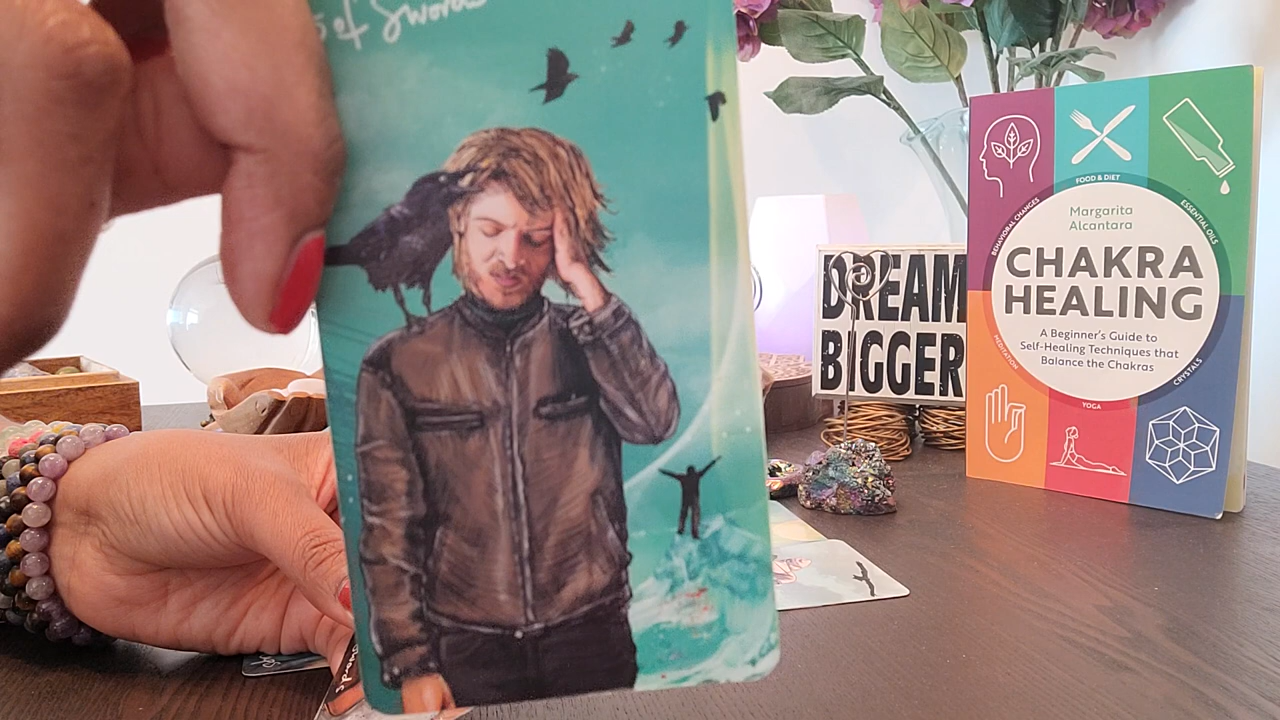 of Swords
DREAM
BIGGER
FOOD & DIET
BEHAVIORAL CHANGES
ESSENTIAL OILS
Margarita
Alcantara
CHAKRA
HEALING
A Beginner's Guide to
Self-Healing Techniques that
Balance the Chakras
MEDITATION
CRYSTALS
YOGA